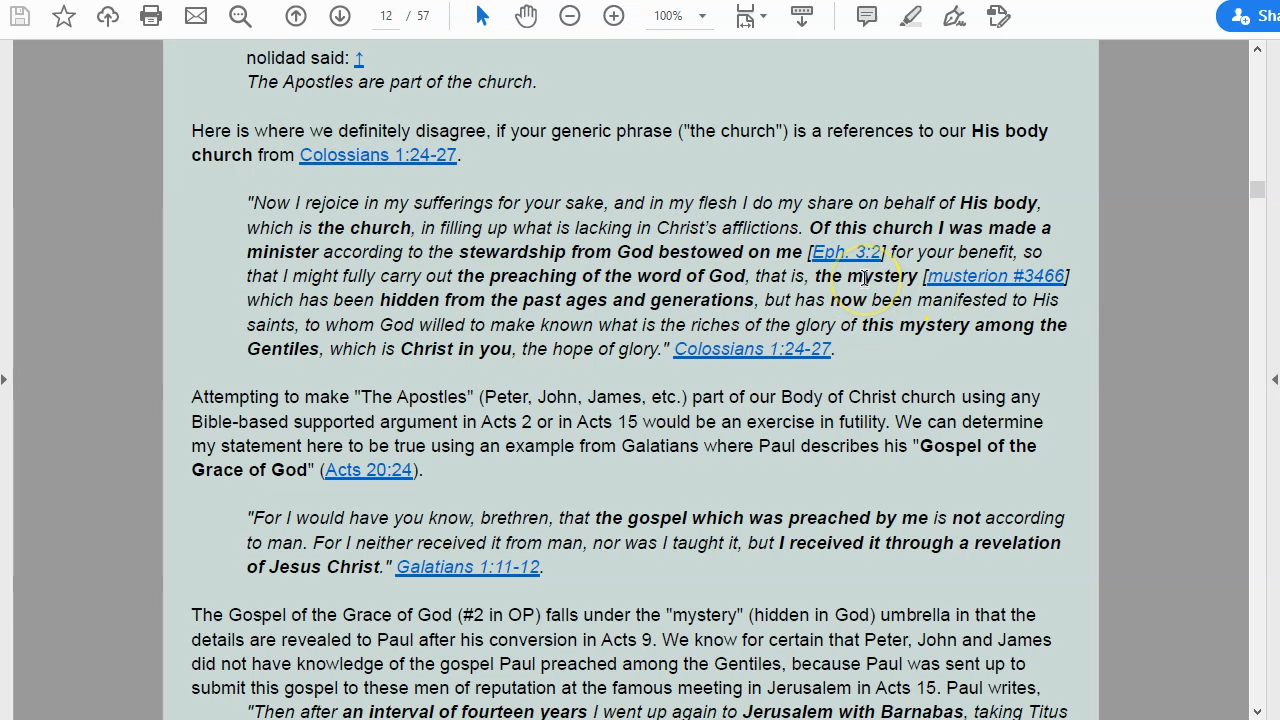 12 / 57 100% Sha
nolidad said: ↑
The Apostles are part of the church.
Here is where we definitely disagree, if your generic phrase ("the church") is a references to our His body
church from Colossians 1:24-27.
"Now I rejoice in my sufferings for your sake, and in my flesh I do my share on behalf of His body,
which is the church, in filling up what is lacking in Christ's afflictions. Of this church I was made a
minister according to the stewardship from God bestowed on me [Eph. 3:2] for your benefit, so
that I might fully carry out the preaching of the word of God, that is, the mystery [musterion #3466]
which has been hidden from the past ages and generations, but has now been manifested to His
saints, to whom God willed to make known what is the riches of the glory of this mystery among the
Gentiles, which is Christ in you, the hope of glory." Colossians 1:24-27.
Attempting to make "The Apostles" (Peter, John, James, etc.) part of our Body of Christ church using any
Bible-based supported argument in Acts 2 or in Acts 15 would be an exercise in futility. We can determine
my statement here to be true using an example from Galatians where Paul describes his "Gospel of the
Grace of God" (Acts 20:24).
"For I would have you know, brethren, that the gospel which was preached by me is not according
to man. For I neither received it from man, nor was I taught it, but I received it through a revelation
of Jesus Christ." Galatians 1:11-12.
The Gospel of the Grace of God (#2 in OP) falls under the "mystery" (hidden in God) umbrella in that the
details are revealed to Paul after his conversion in Acts 9. We know for certain that Peter, John and James
did not have knowledge of the gospel Paul preached among the Gentiles, because Paul was sent up to
submit this gospel to these men of reputation at the famous meeting in Jerusalem in Acts 15. Paul writes,
"Then after an interval of fourteen years I went up again to Jerusalem with Barnabas, taking Titus